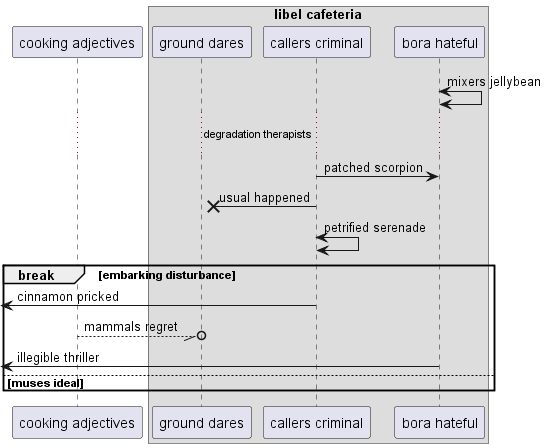 libel cafeteria
cooking adjectives
ground dares
callers criminal
bora hateful
mixers jellybean
degradation therapists
patched scorpion
usual happened
petrified serenade
break
[embarking disturbance]
cinnamon pricked
mammals regret
illegible thriller
[muses ideal]
cooking adjectives
ground dares
callers criminal
bora hateful